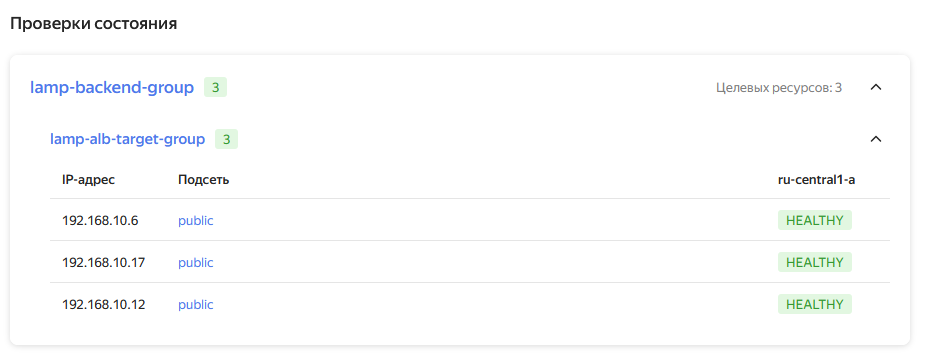 Проверки состояния
lamp-backend-group 3 Целевых ресурсов: 3
lamp-alb-target-group 3
IP-адрес Подсеть ru-central1-a
192.168.10.6 public HEALTHY
192.168.10.17 public HEALTHY
192.168.10.12 public HEALTHY